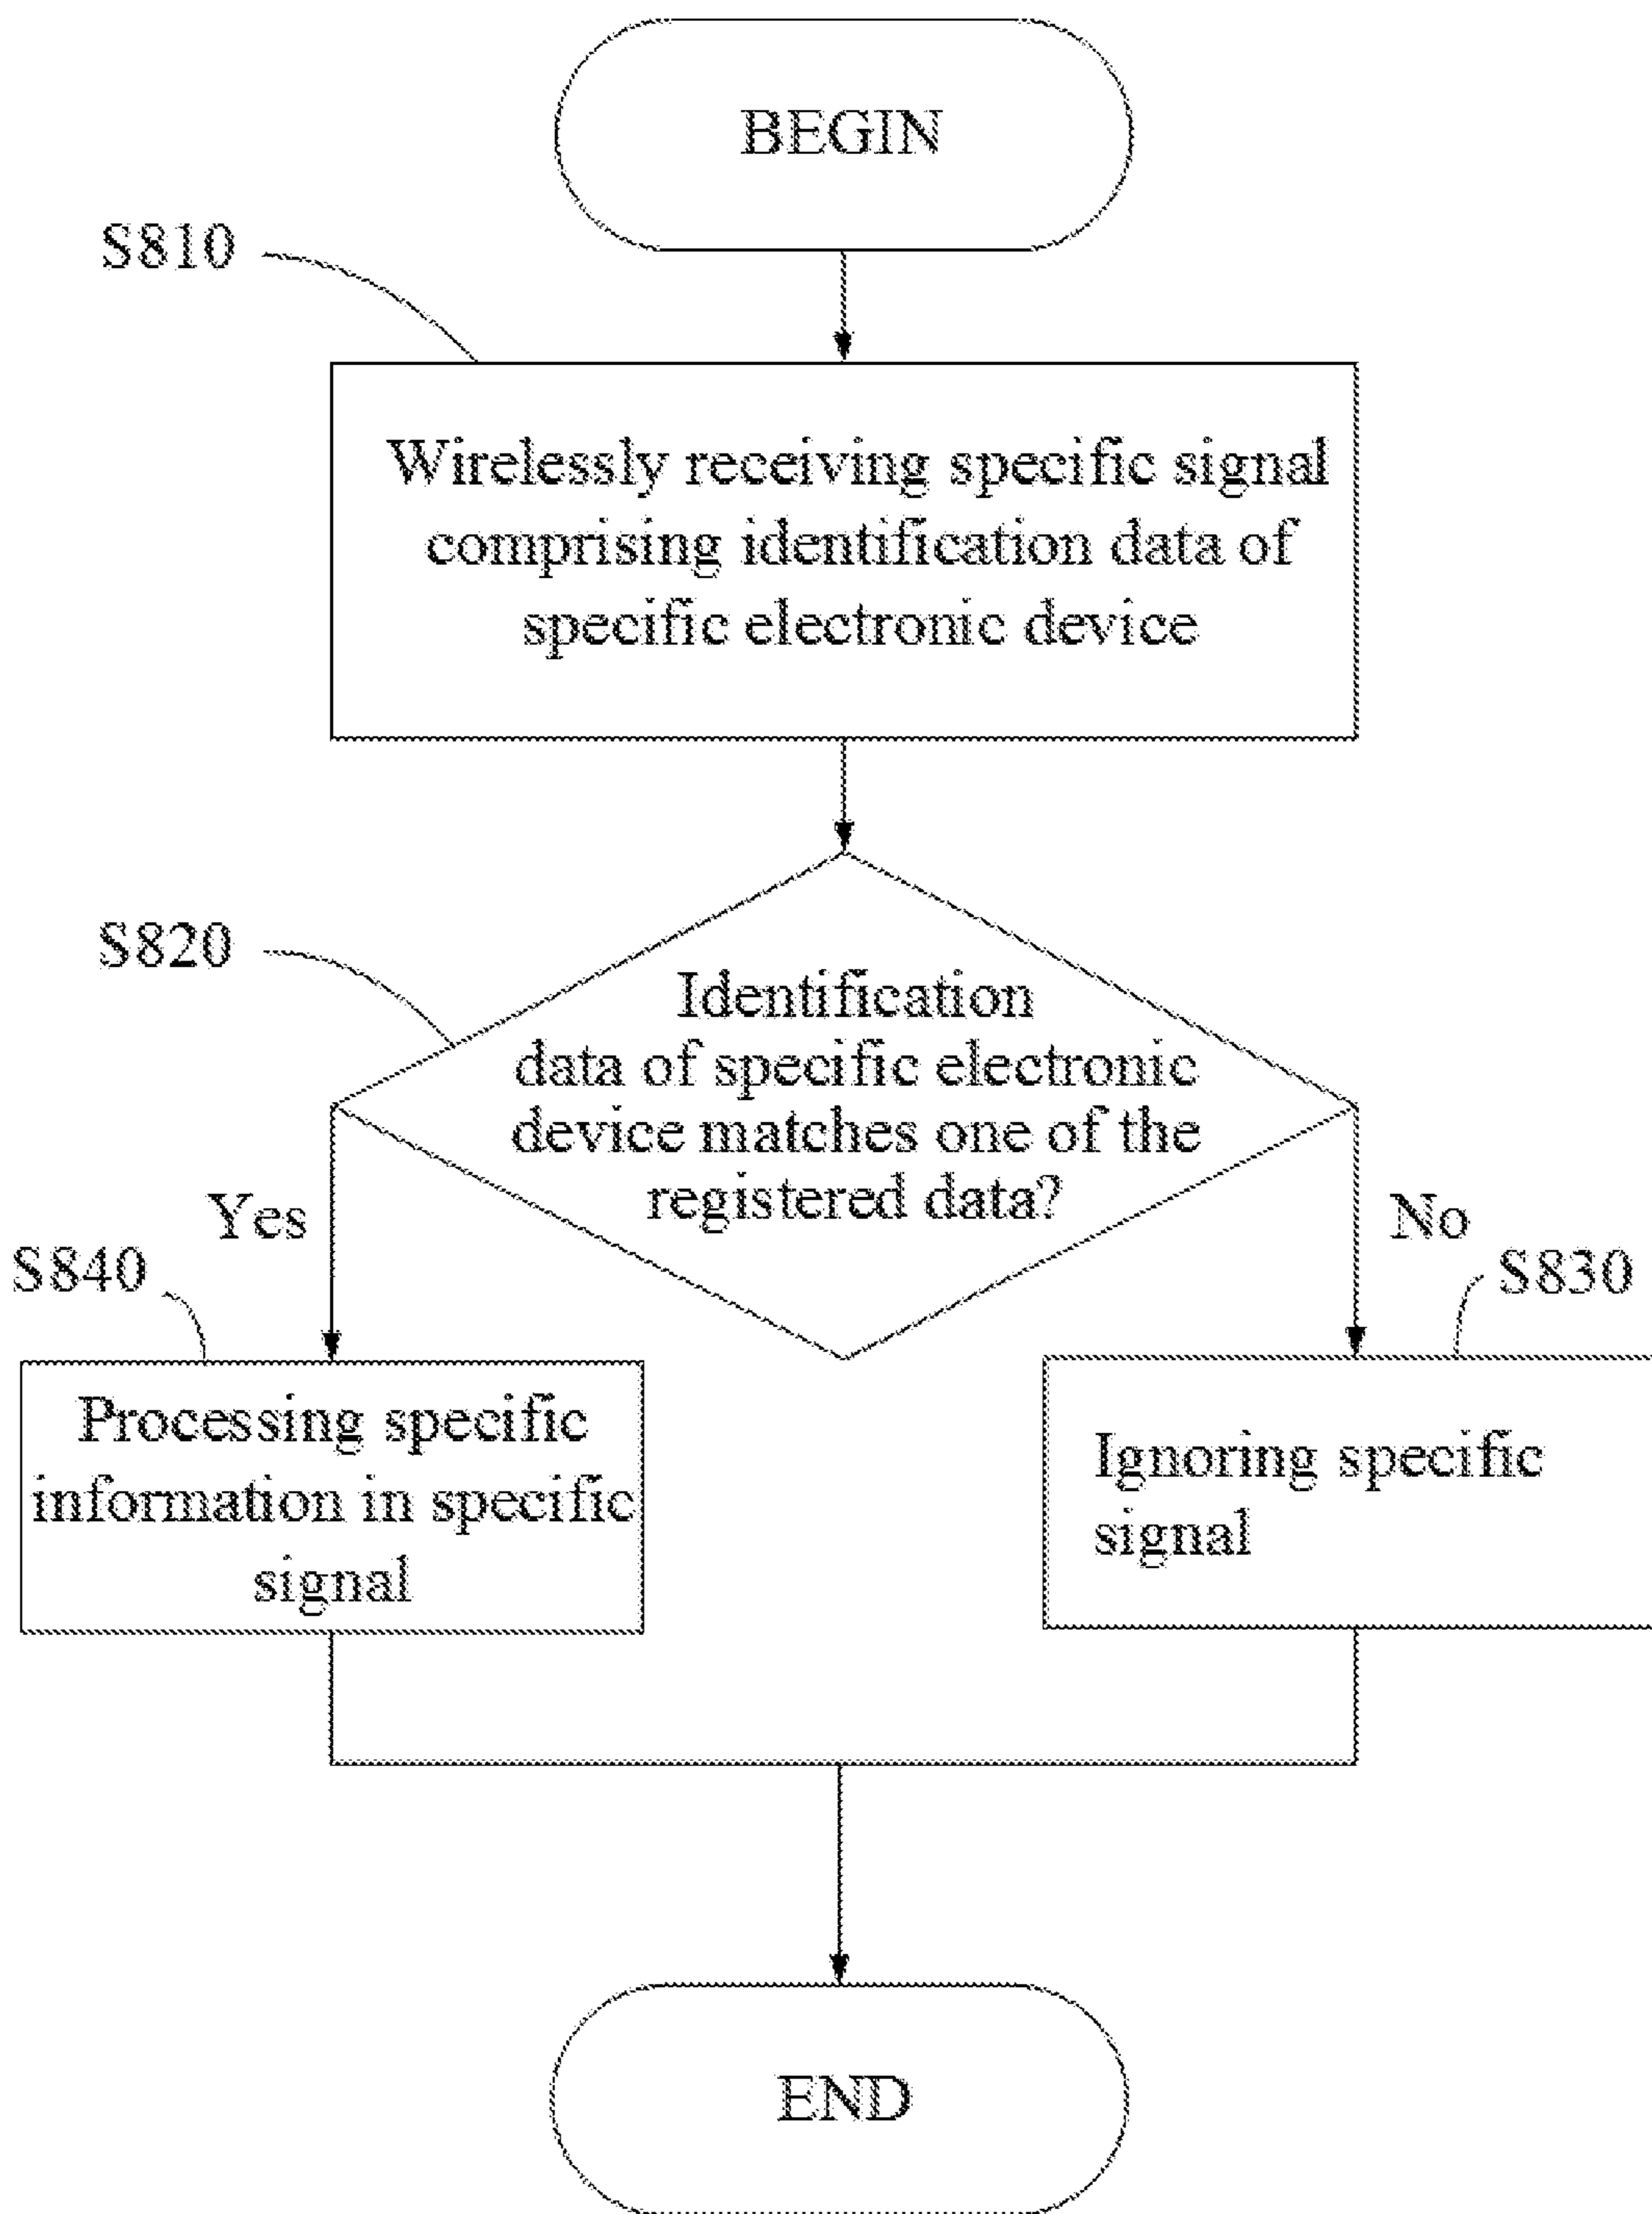 BEGIN
S810
Wirelessly receiving specific signal
comprising identification data of
specific electronic device
S820
Identification
data of specific electronic
device matches one of the
registered data?
Yes
No
S840
S830
Processing specific
information in specific
signal
Ignoring specific
signal
END